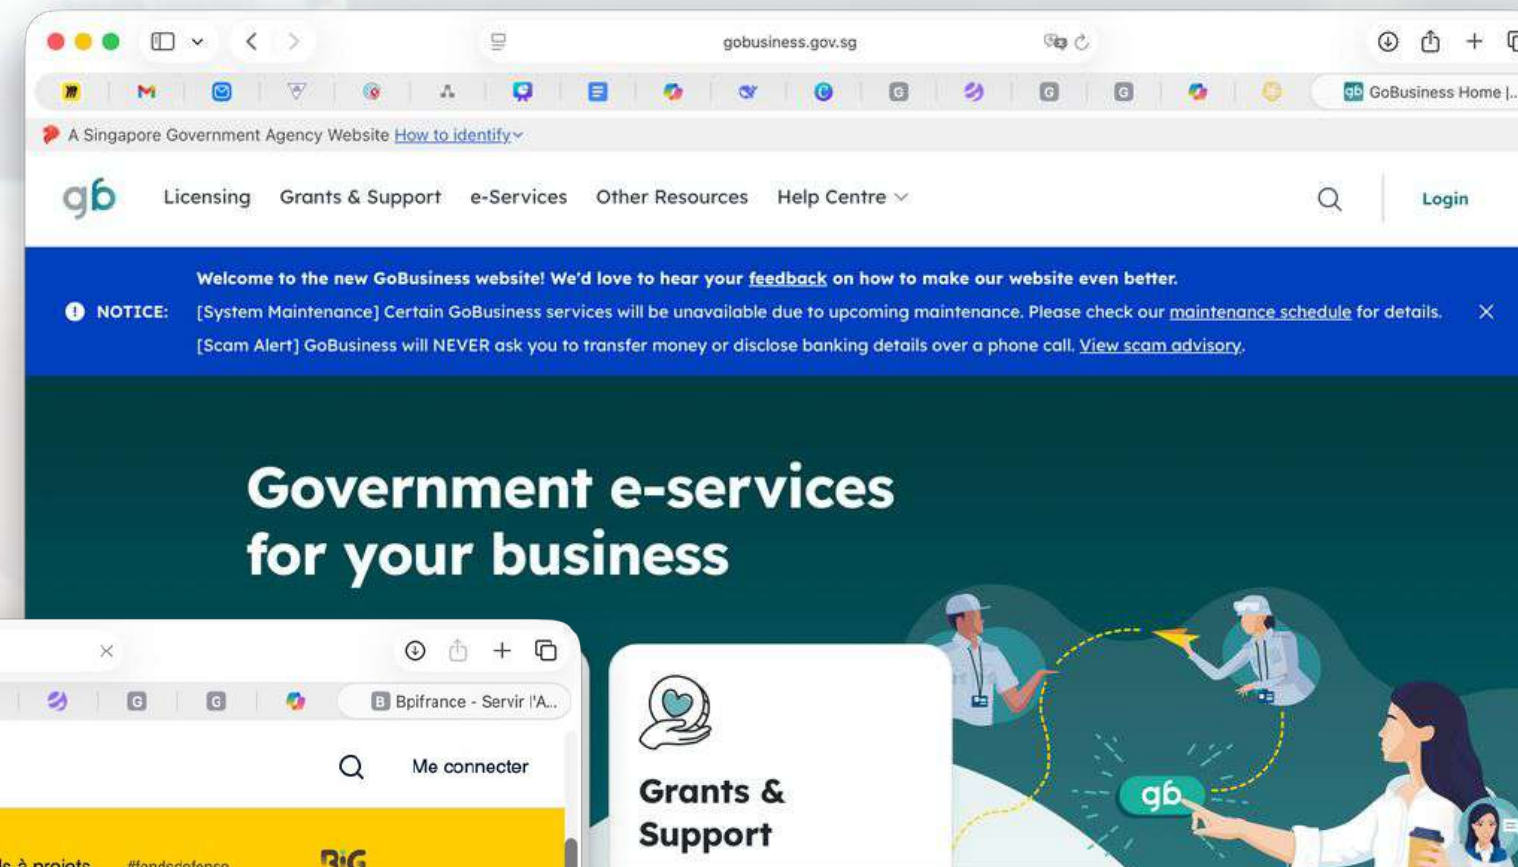 gobusiness.gov.sg
GoBusiness Home |...
A Singapore Government Agency Website How to identify
gb
Licensing
Grants & Support
e-Services
Other Resources
Help Centre
Login
Welcome to the new GoBusiness website! We'd love to hear your feedback on how to make our website even better.
NOTICE:
[System Maintenance] Certain GoBusiness services will be unavailable due to upcoming maintenance. Please check our maintenance schedule for details.
[Scam Alert] GoBusiness will NEVER ask you to transfer money or disclose banking details over a phone call. View scam advisory.
Government e-services
for your business
Grants &
Support
gb
B Bpifrance - Servir l'A...
Me connecter
à projets
BiG